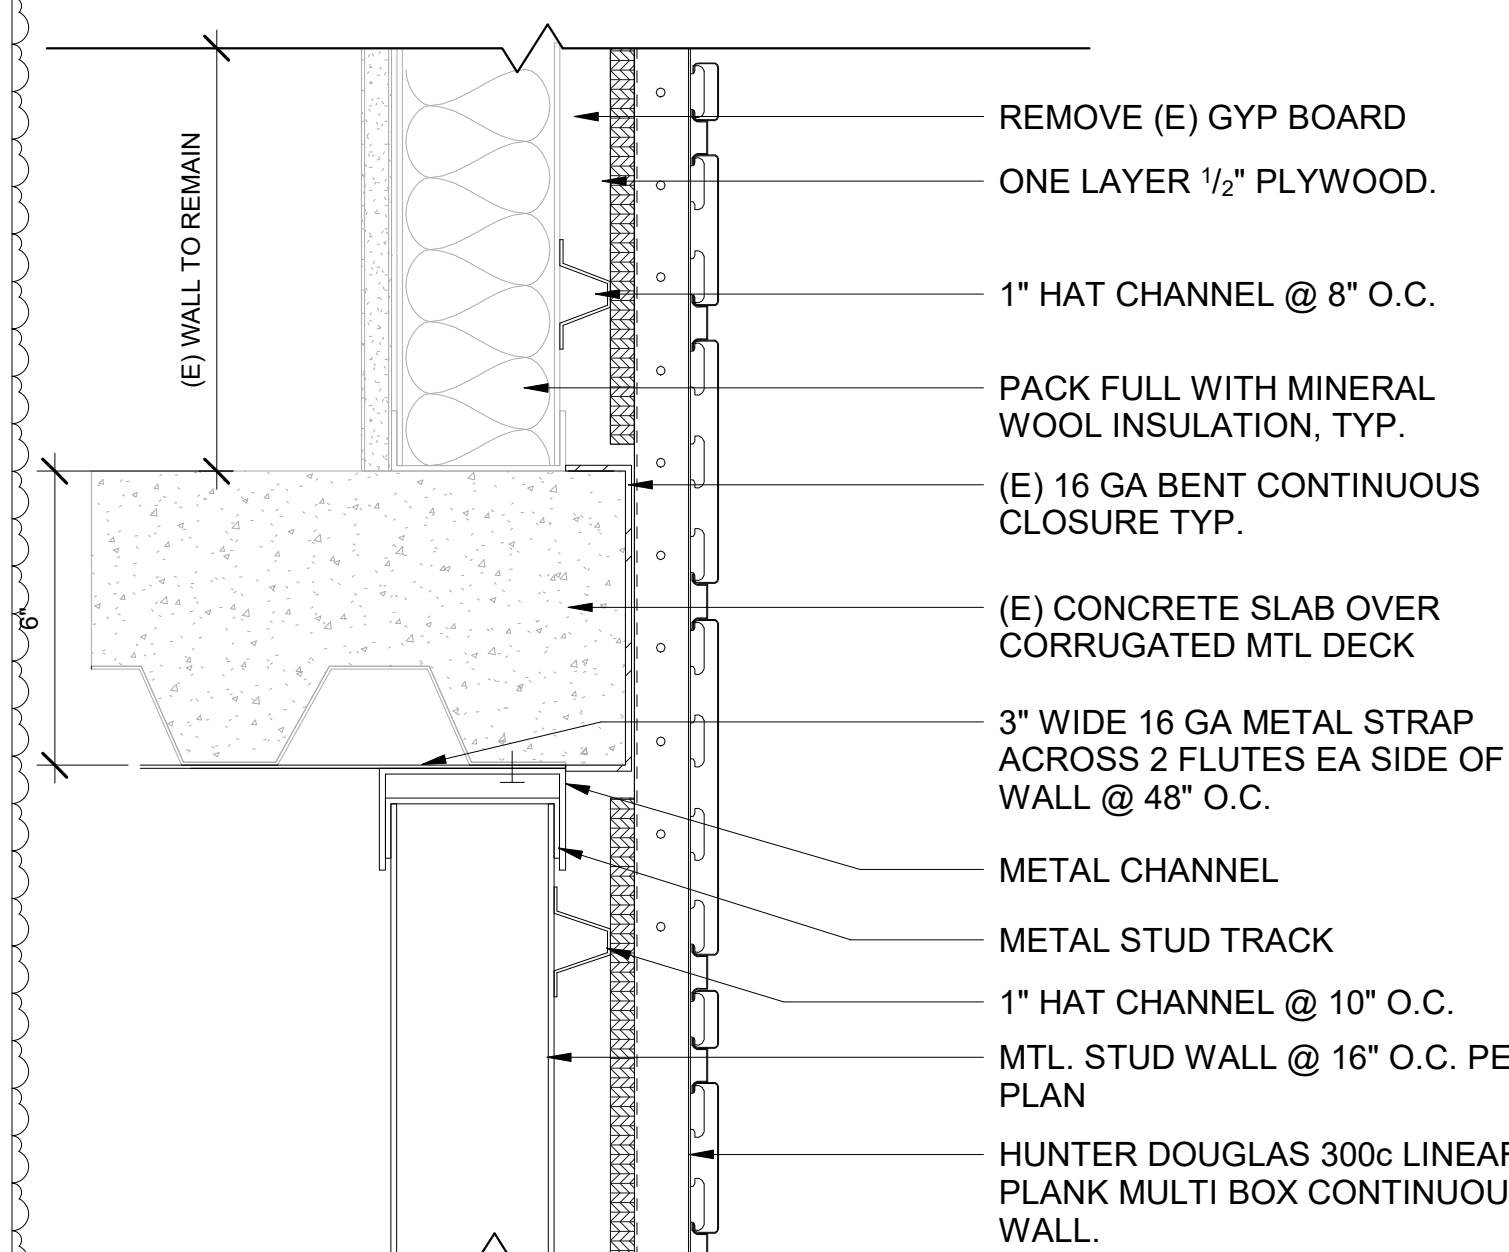 REMOVE (E) GYP BOARD
ONE LAYER 1/2" PLYWOOD.
1" HAT CHANNEL @ 8" O.C.
PACK FULL WITH MINERAL
WOOL INSULATION, TYP.
(E) 16 GA BENT CONTINUOUS
CLOSURE TYP.
(E) CONCRETE SLAB OVER
CORRUGATED MTL DECK
3" WIDE 16 GA METAL STRAP
ACROSS 2 FLUTES EA SIDE OF
WALL @ 48" O.C.
METAL CHANNEL
METAL STUD TRACK
1" HAT CHANNEL @ 10" O.C.
MTL. STUD WALL @ 16" O.C. PE
PLAN
HUNTER DOUGLAS 300c LINEAR
PLANK MULTI BOX CONTINUOU
WALL.
(E) WALL TO REMAIN
6"